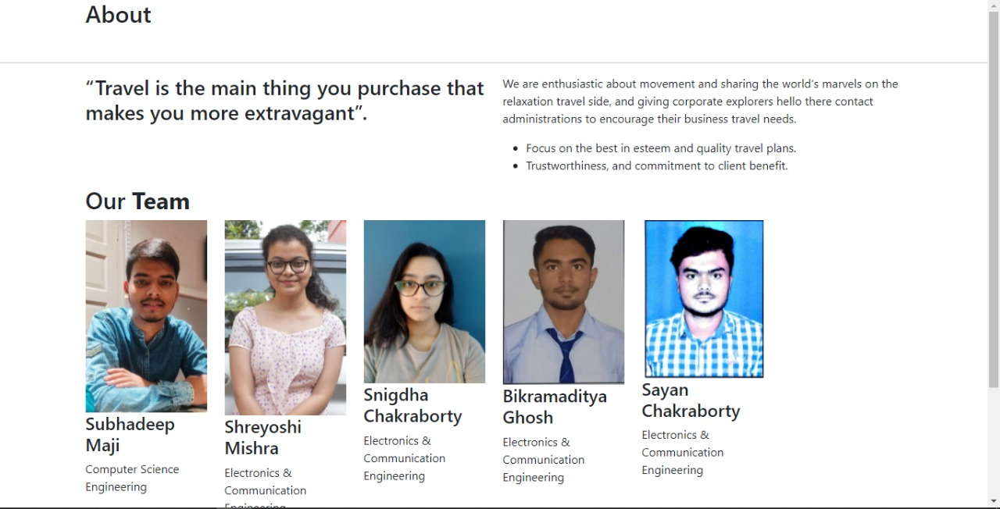 About
“Travel is the main thing you purchase that
makes you more extravagant”.
We are enthusiastic about movement and sharing the world’s marvels on the
relaxation travel side, and giving corporate explorers hello there contact
administrations to encourage their business travel needs.
Focus on the best in esteem and quality travel plans.
Trustworthiness, and commitment to client benefit.
Our Team
Subhadeep
Maji
Computer Science
Engineering
Shreyoshi
Mishra
Electronics &
Communication
Engineering
Snigdha
Chakraborty
Electronics &
Communication
Engineering
Bikramaditya
Ghosh
Electronics &
Communication
Engineering
Sayan
Chakraborty
Electronics &
Communication
Engineering